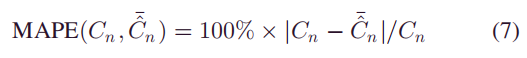 MAPE(Cₙ, C̄̂ₙ) = 100% × |Cₙ − C̄̂ₙ|/Cₙ (7)